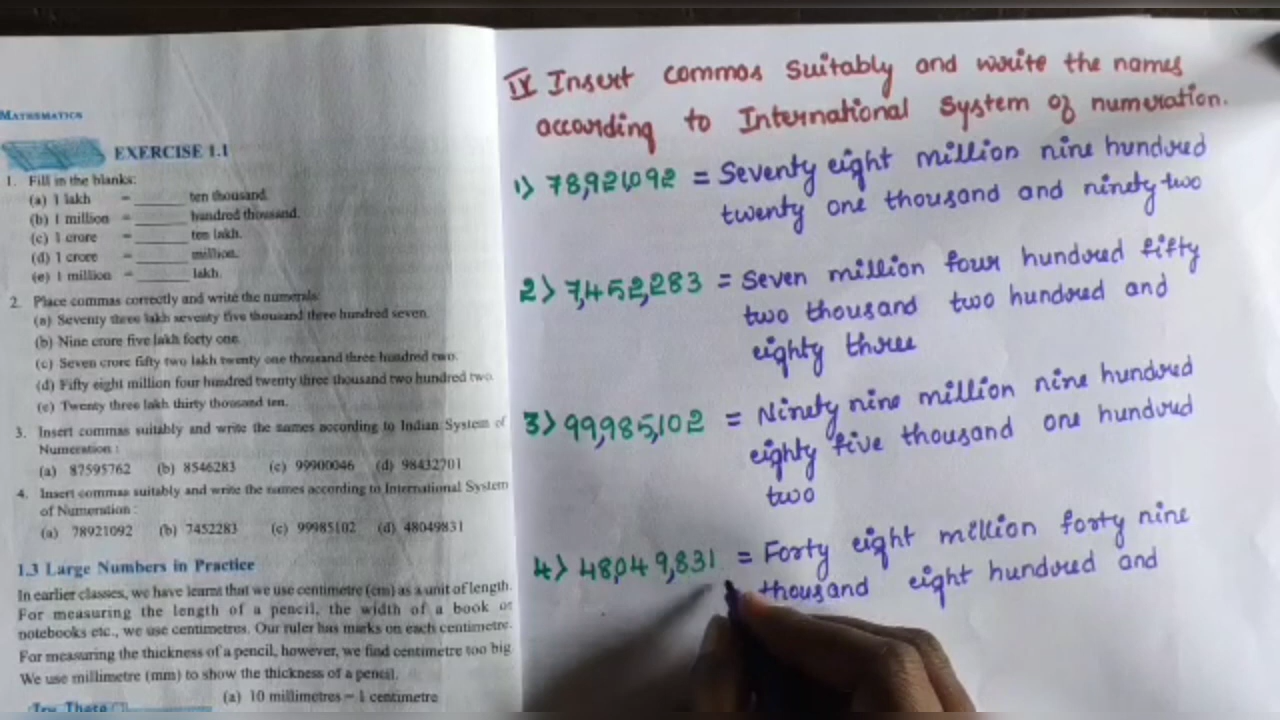 MATHEMATICS
EXERCISE 1.1
1. Fill in the blanks:
(a) 1 lakh = ______ ten thousand.
(b) 1 million = ______ hundred thousand.
(c) 1 crore = ______ ten lakh.
(d) 1 crore = ______ million.
(e) 1 million = ______ lakh.
2. Place commas correctly and write the numerals:
(a) Seventy three lakh seventy five thousand three hundred seven.
(b) Nine crore five lakh forty one.
(c) Seven crore fifty two lakh twenty one thousand three hundred two.
(d) Fifty eight million four hundred twenty three thousand two hundred two.
(e) Twenty three lakh thirty thousand ten.
3. Insert commas suitably and write the names according to Indian System of
Numeration :
(a) 87595762 (b) 8546283 (c) 99900046 (d) 98432701
4. Insert commas suitably and write the names according to International System
of Numeration :
(a) 78921092 (b) 7452283 (c) 99985102 (d) 48049831
1.3 Large Numbers in Practice
In earlier classes, we have learnt that we use centimetre (cm) as a unit of length.
For measuring the length of a pencil, the width of a book or
notebooks etc., we use centimetres. Our ruler has marks on each centimetre.
For measuring the thickness of a pencil, however, we find centimetre too big.
We use millimetre (mm) to show the thickness of a pencil.
(a) 10 millimetres = 1 centimetre
Try These
IV Insert commas suitably and write the names
according to International System of numeration.
1) 78,921,092 = Seventy eight million nine hundred
twenty one thousand and ninety two
2) 7,452,283 = Seven million four hundred fifty
two thousand two hundred and
eighty three
3) 99,985,102 = Ninety nine million nine hundred
eighty five thousand one hundred
two
4) 48,049,831 = Forty eight million forty nine
thousand eight hundred and